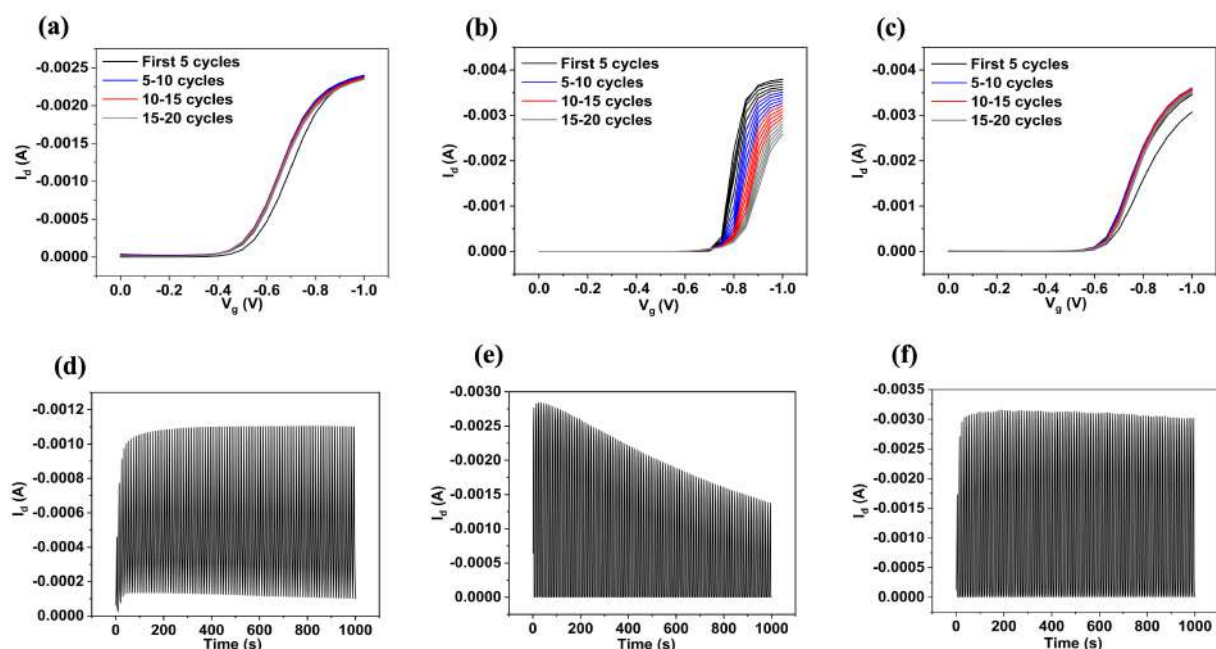 (a)
-0.0025
-0.0020
-0.0015
-0.0010
-0.0005
0.0000
I_d (A)
First 5 cycles
5-10 cycles
10-15 cycles
15-20 cycles
0.0 -0.2 -0.4 -0.6 -0.8 -1.0
V_g (V)
(b)
-0.004
-0.003
-0.002
-0.001
0.000
I_d (A)
First 5 cycles
5-10 cycles
10-15 cycles
15-20 cycles
0.0 -0.2 -0.4 -0.6 -0.8 -1.0
V_g (V)
(c)
-0.004
-0.003
-0.002
-0.001
0.000
I_d (A)
First 5 cycles
5-10 cycles
10-15 cycles
15-20 cycles
0.0 -0.2 -0.4 -0.6 -0.8 -1.0
V_g (V)
(d)
-0.0012
-0.0010
-0.0008
-0.0006
-0.0004
-0.0002
0.0000
I_d (A)
0 200 400 600 800 1000
Time (s)
(e)
-0.0030
-0.0025
-0.0020
-0.0015
-0.0010
-0.0005
0.0000
I_d (A)
0 200 400 600 800 1000
Time (s)
(f)
-0.0035
-0.0030
-0.0025
-0.0020
-0.0015
-0.0010
-0.0005
0.0000
I_d (A)
0 200 400 600 800 1000
Time (s)